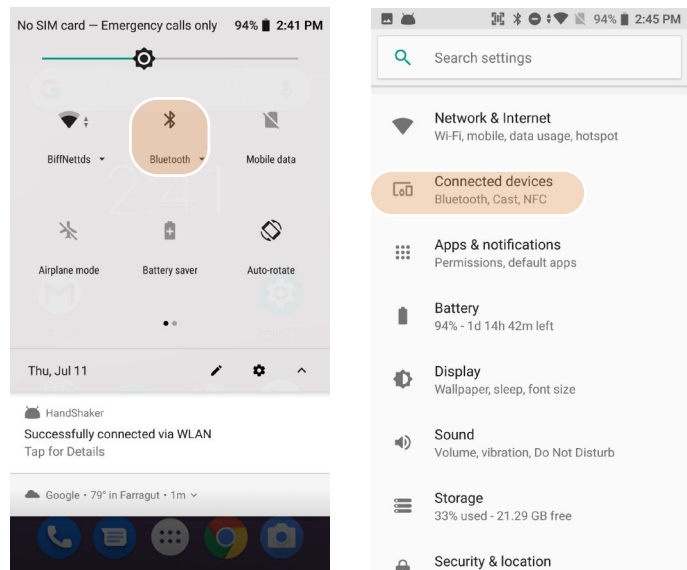 No SIM card — Emergency calls only 94% 2:41 PM
BiffNettds
Bluetooth
Mobile data
2:41
Airplane mode
Battery saver
Auto-rotate
Thu, Jul 11
HandShaker
Successfully connected via WLAN
Tap for Details
Google • 79° in Farragut • 1m
94% 2:45 PM
Search settings
Network & Internet
Wi-Fi, mobile, data usage, hotspot
Connected devices
Bluetooth, Cast, NFC
Apps & notifications
Permissions, default apps
Battery
94% - 1d 14h 42m left
Display
Wallpaper, sleep, font size
Sound
Volume, vibration, Do Not Disturb
Storage
33% used - 21.29 GB free
Security & location